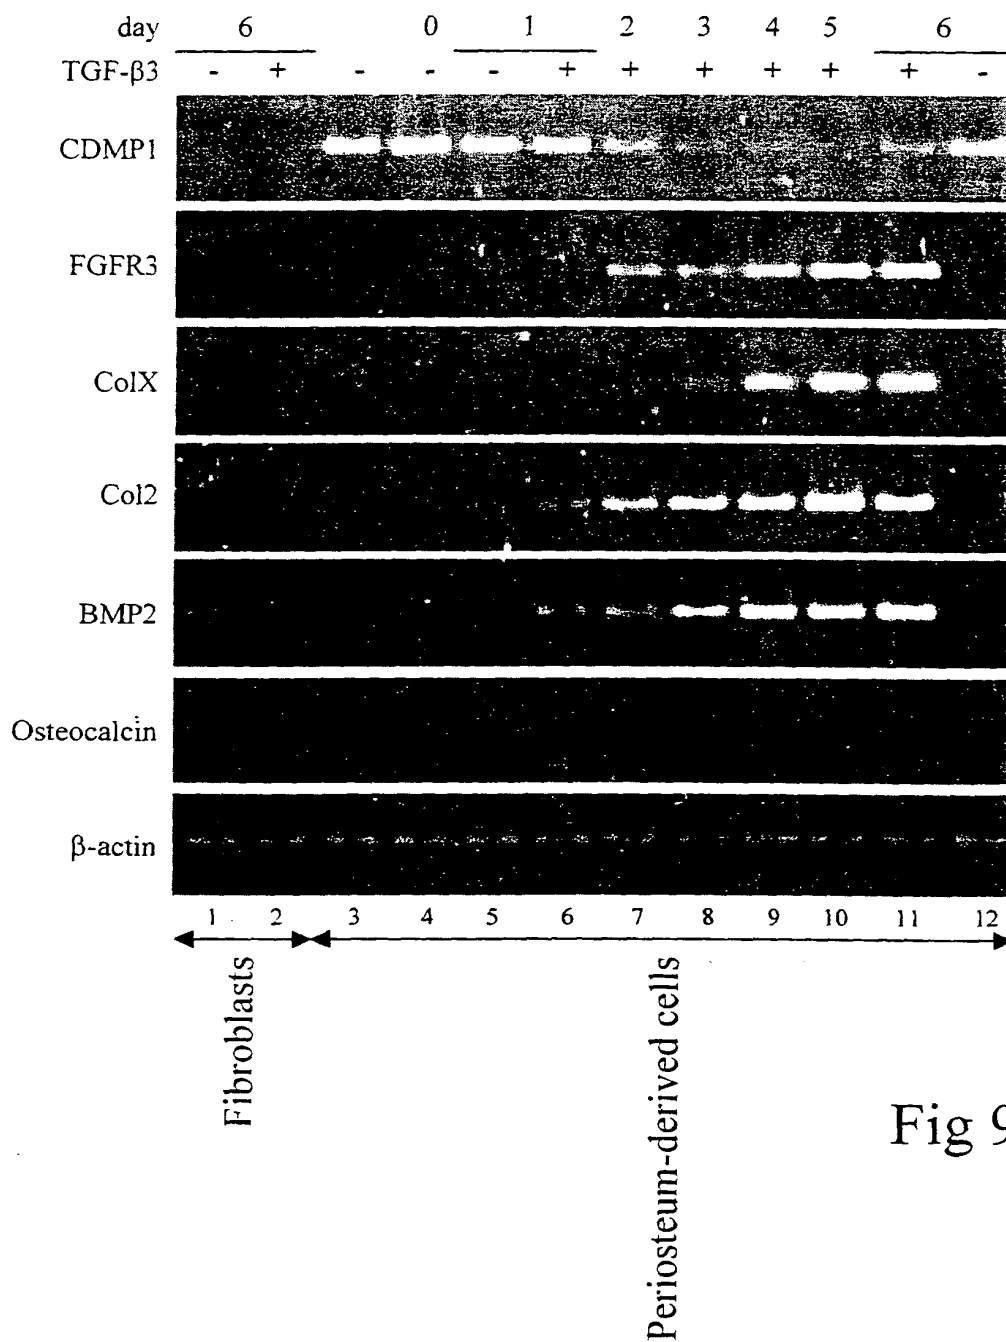 day 6 0 1 2 3 4 5 6
TGF-β3 - + - - - + + + + + + -
CDMP1
FGFR3
ColX
Col2
BMP2
Osteocalcin
β-actin
1 2 3 4 5 6 7 8 9 10 11 12
Fibroblasts
Periosteum-derived cells
Fig 9